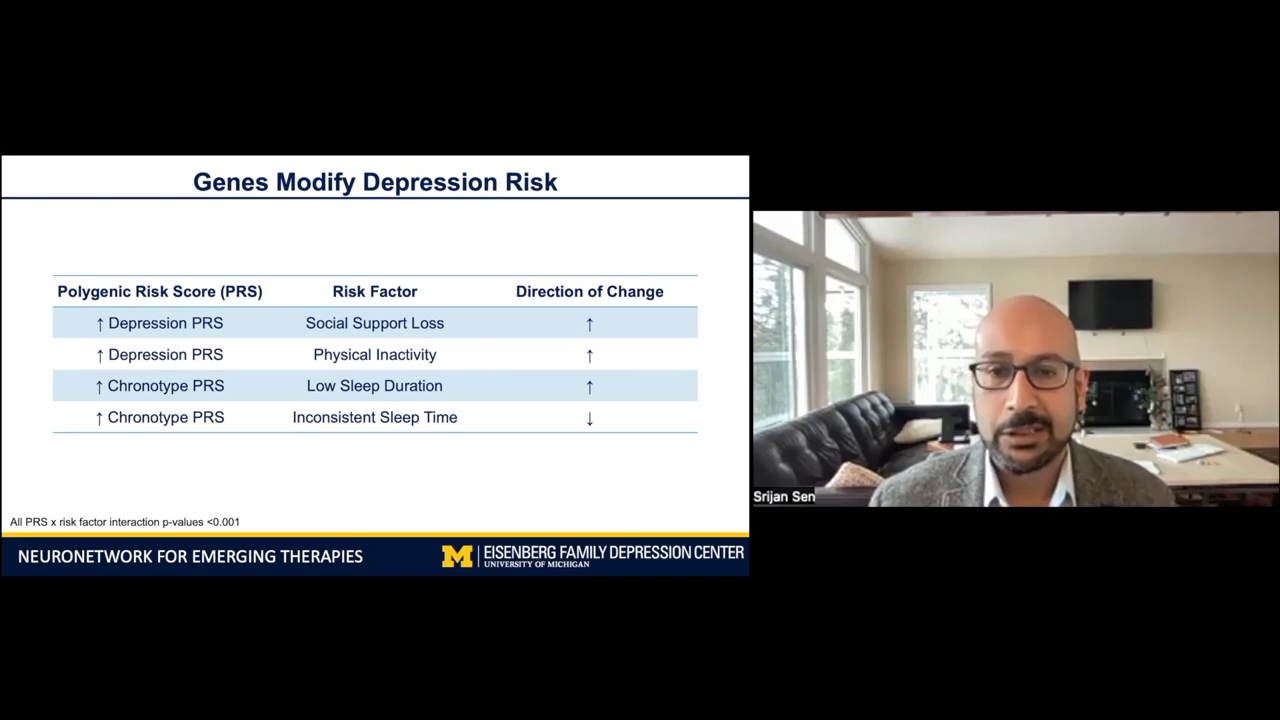 Genes Modify Depression Risk
Polygenic Risk Score (PRS) Risk Factor Direction of Change
↑ Depression PRS Social Support Loss ↑
↑ Depression PRS Physical Inactivity ↑
↑ Chronotype PRS Low Sleep Duration ↑
↑ Chronotype PRS Inconsistent Sleep Time ↓
All PRS x risk factor interaction p-values <0.001
NEURONETWORK FOR EMERGING THERAPIES
M EISENBERG FAMILY DEPRESSION CENTER
UNIVERSITY OF MICHIGAN
Srijan Sen